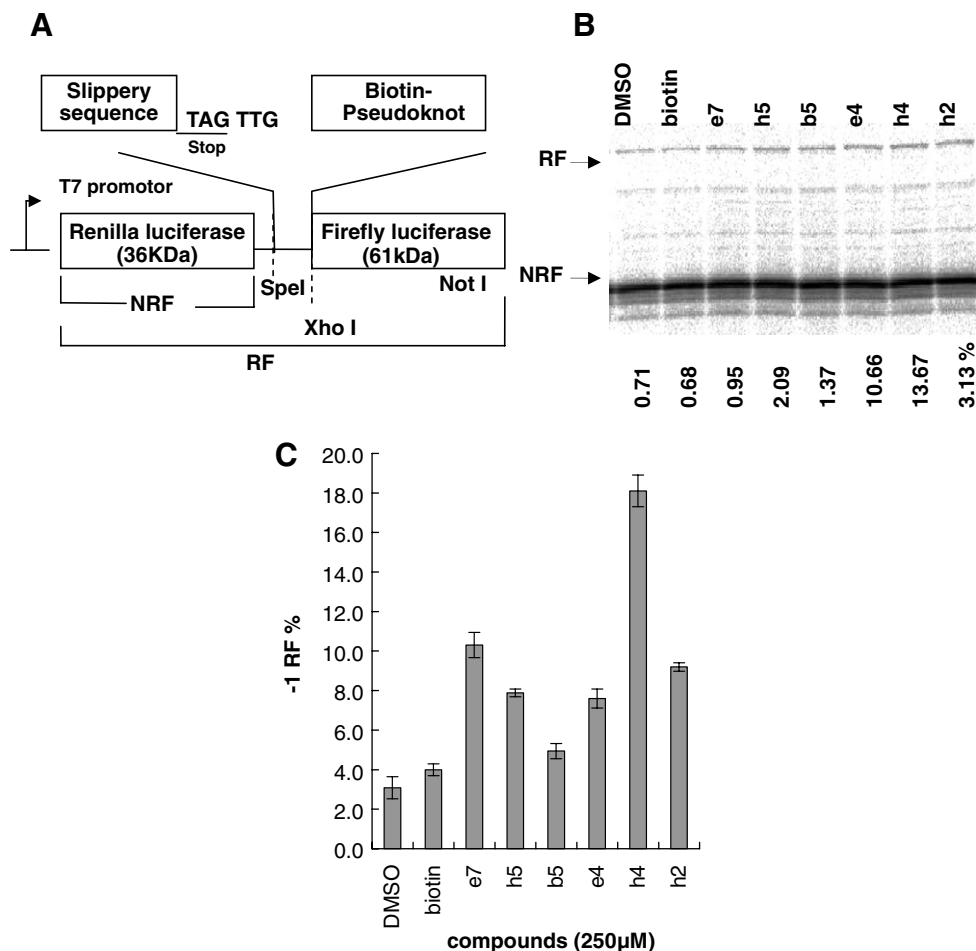 A
Slippery
sequence
TAG TTG
Stop
Biotin-
Pseudoknot
T7 promotor
Renilla luciferase
(36KDa)
Firefly luciferase
(61kDa)
SpeI
Not I
NRF
Xho I
RF
B
DMSO
biotin
e7
h5
b5
e4
h4
h2
RF
NRF
0.71
0.68
0.95
2.09
1.37
10.66
13.67
3.13 %
C
-1 RF %
20.0
18.0
16.0
14.0
12.0
10.0
8.0
6.0
4.0
2.0
0.0
DMSO
biotin
e7
h5
b5
e4
h4
h2
compounds (250µM)